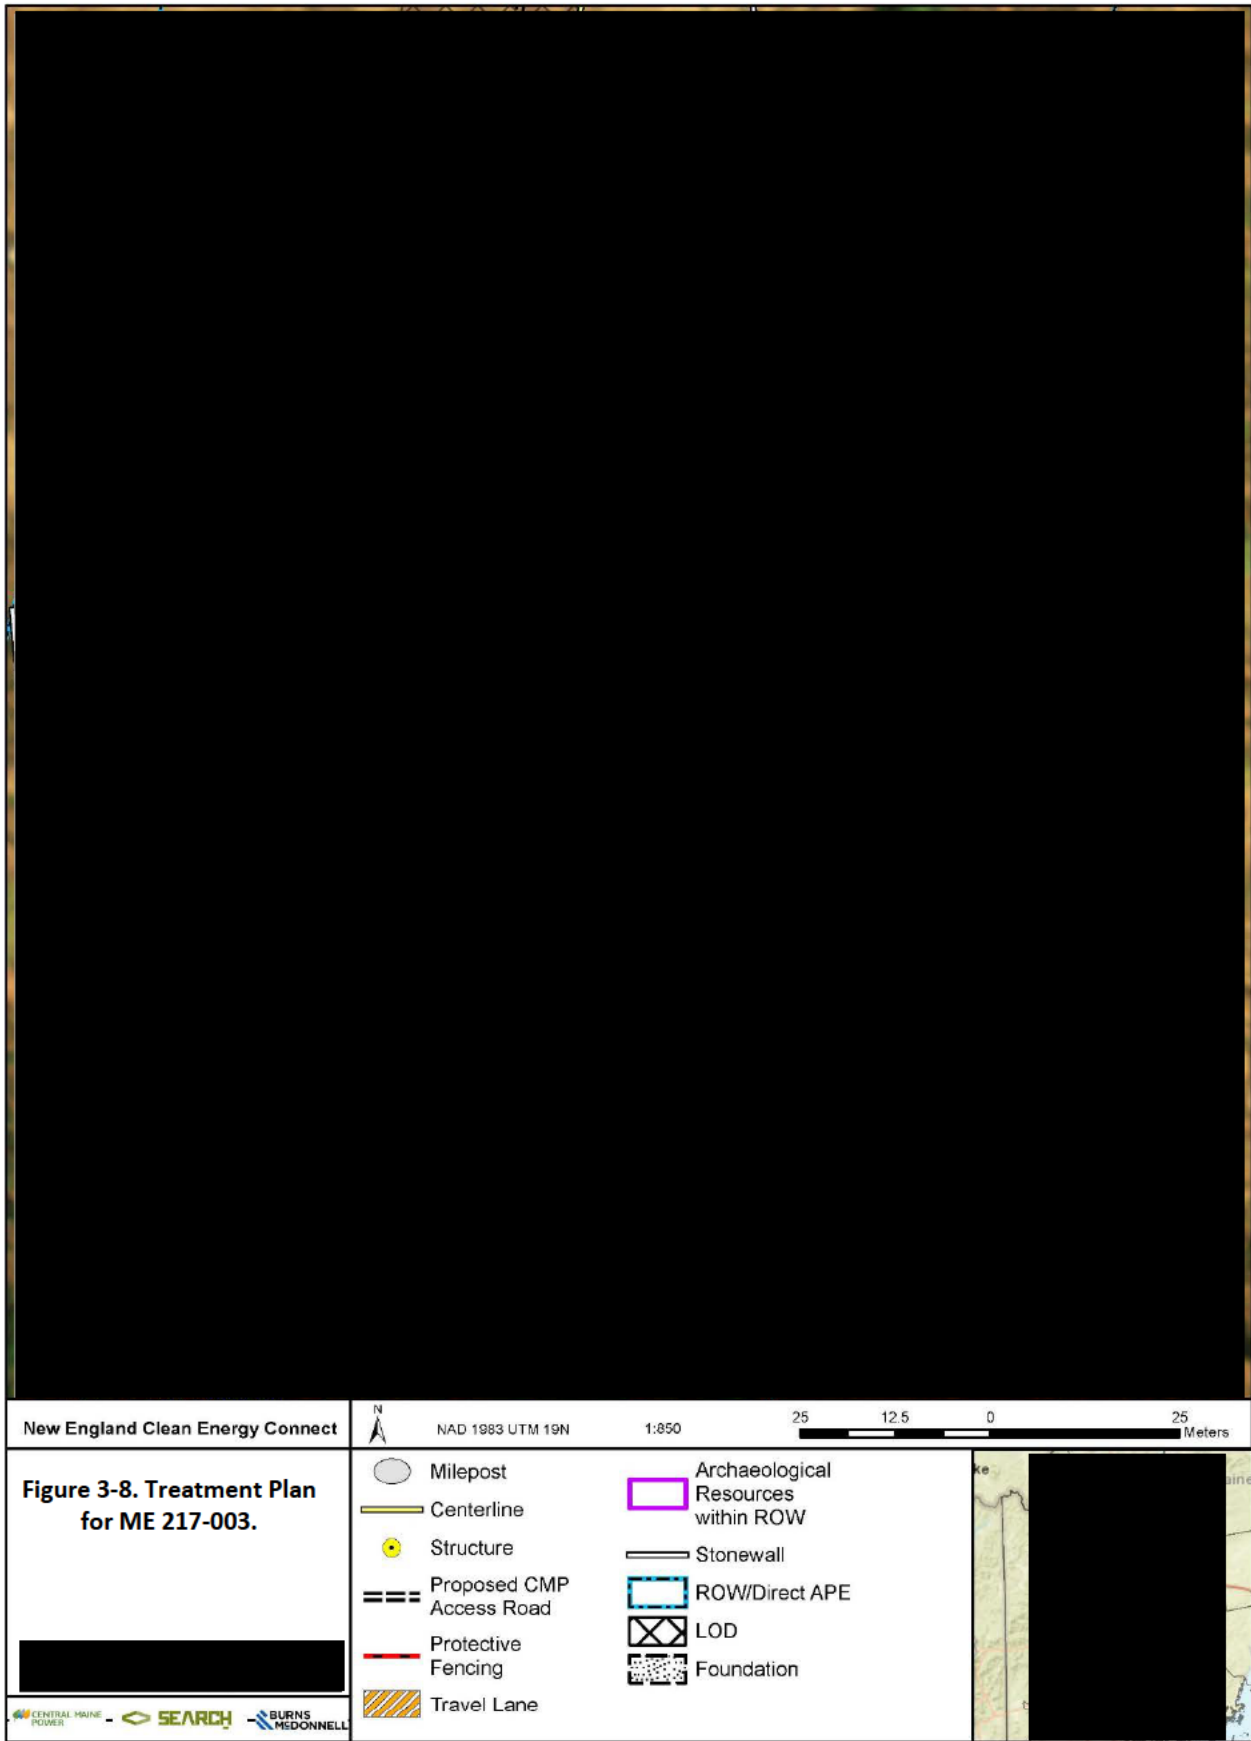 New England Clean Energy Connect
N
NAD 1983 UTM 19N
1:850
25 12.5 0 25
Meters
Figure 3-8. Treatment Plan
for ME 217-003.
Milepost
Centerline
Structure
Proposed CMP
Access Road
Protective
Fencing
Travel Lane
Archaeological
Resources
within ROW
Stonewall
ROW/Direct APE
LOD
Foundation
ke
aine
CENTRAL MAINE
POWER
SEARCH
BURNS
MCDONNELL